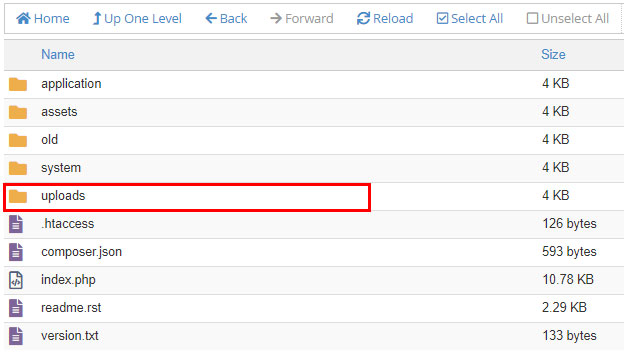 Home Up One Level Back Forward Reload Select All Unselect All
Name Size
application 4 KB
assets 4 KB
old 4 KB
system 4 KB
uploads 4 KB
.htaccess 126 bytes
composer.json 593 bytes
index.php 10.78 KB
readme.rst 2.29 KB
version.txt 133 bytes